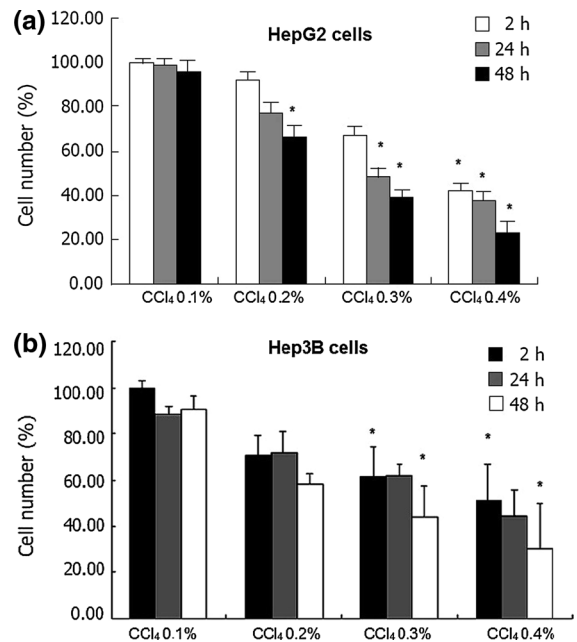 (a)
HepG2 cells
2 h
24 h
48 h
120.00
100.00
80.00
60.00
40.00
20.00
0.00
Cell number (%)
* * * * * *
CCl₄ 0.1% CCl₄ 0.2% CCl₄ 0.3% CCl₄ 0.4%
(b)
Hep3B cells
2 h
24 h
48 h
120.00
100.00
80.00
60.00
40.00
20.00
0.00
Cell number (%)
* * * *
CCl₄ 0.1% CCl₄ 0.2% CCl₄ 0.3% CCl₄ 0.4%